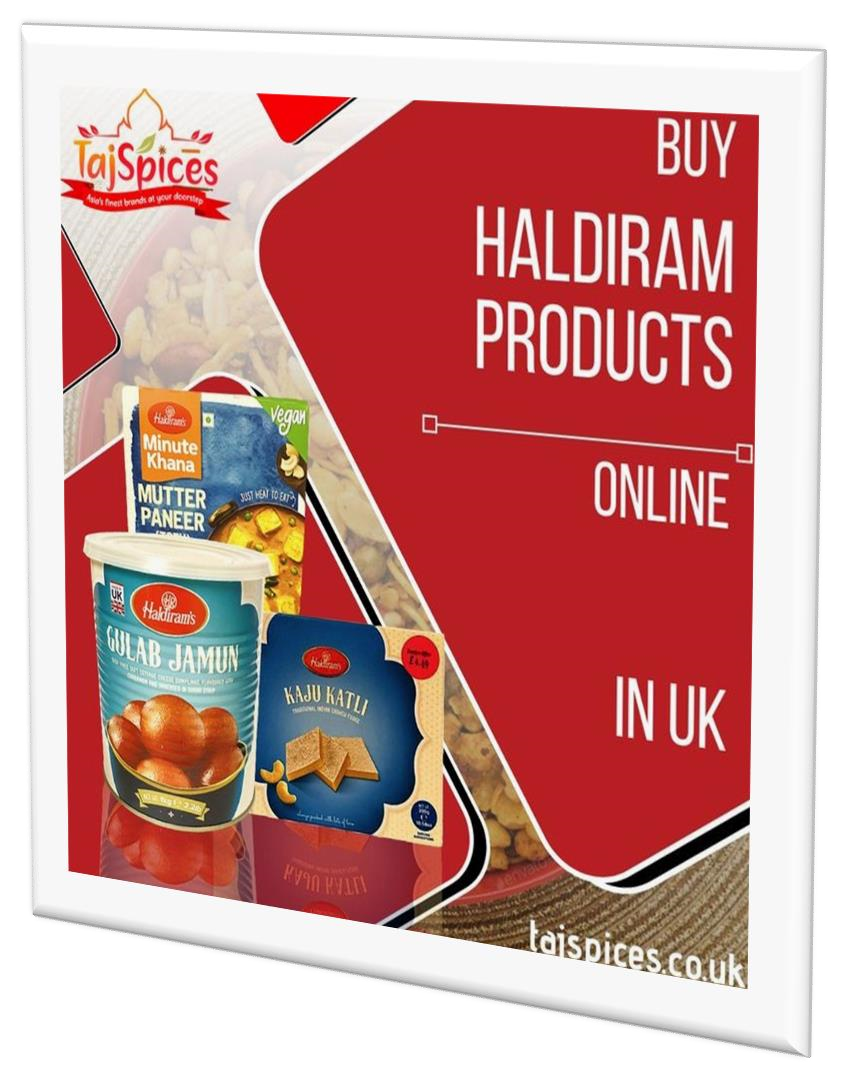 TajSpices
Asia's finest brands at your doorstep
BUY
HALDIRAM
PRODUCTS
ONLINE
IN UK
Haldiram's
Minute
Khana
Vegan
MUTTER
PANEER
JUST HEAT TO EAT
UK
Haldiram's
GULAB JAMUN
Haldiram's
£4.49
KAJU KATLI
tajspices.co.uk